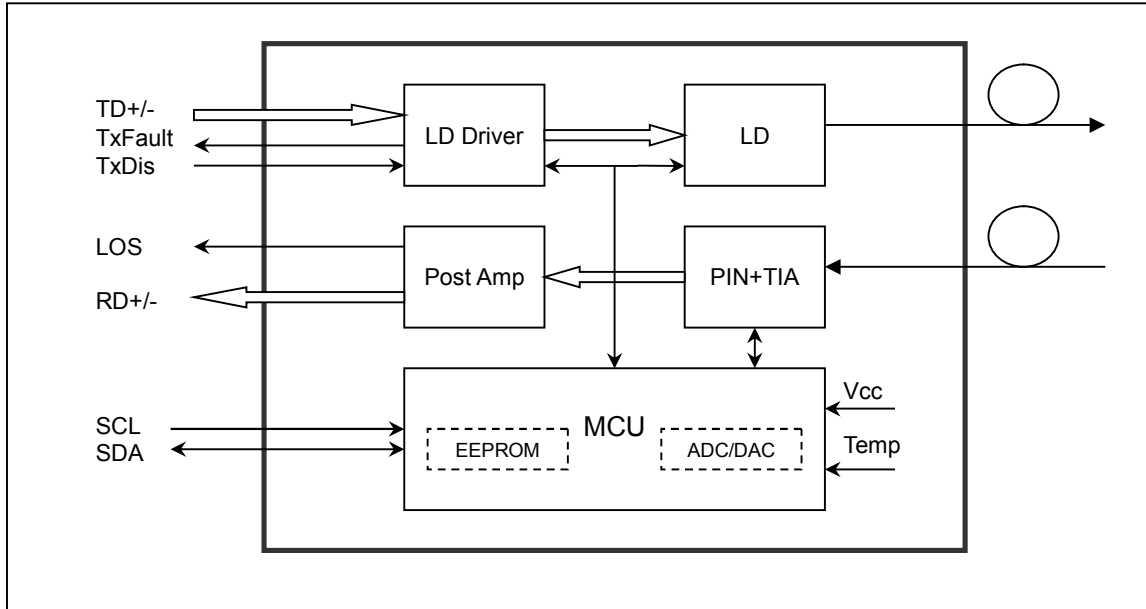 TD+/-
TxFault
TxDis
LD Driver
LD
LOS
RD+/-
Post Amp
PIN+TIA
SCL
SDA
MCU
EEPROM
ADC/DAC
Vcc
Temp